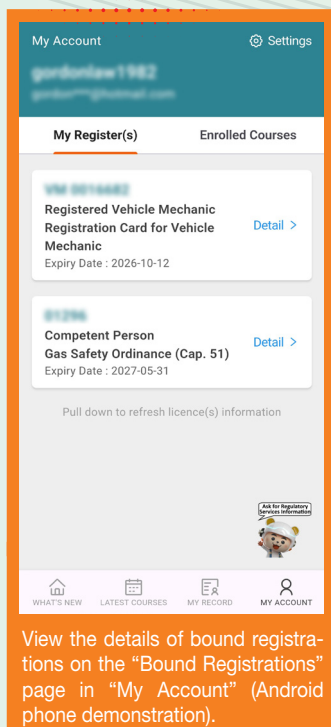 My Account
Settings
My Register(s)
Enrolled Courses
Registered Vehicle Mechanic
Registration Card for Vehicle
Mechanic
Detail >
Expiry Date : 2026-10-12
Competent Person
Gas Safety Ordinance (Cap. 51)
Detail >
Expiry Date : 2027-05-31
Pull down to refresh licence(s) information
Ask for Regulatory
Services Information
WHAT'S NEW
LATEST COURSES
MY RECORD
MY ACCOUNT
View the details of bound registra-
tions on the “Bound Registrations”
page in “My Account” (Android
phone demonstration).